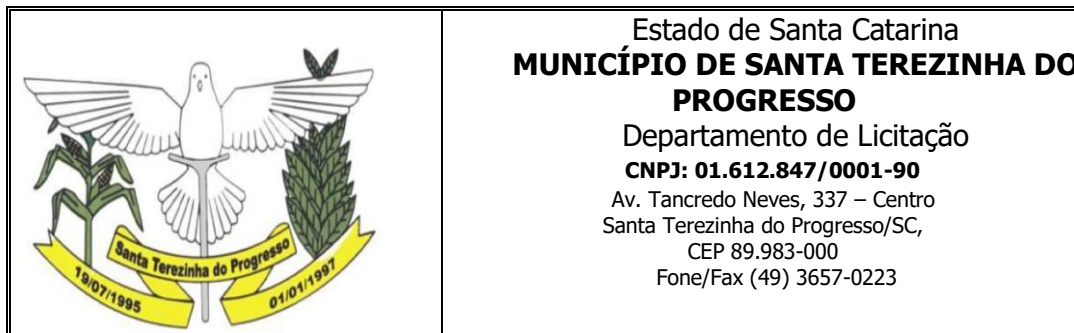 Santa Terezinha do Progresso
19/07/1995
01/01/1997
Estado de Santa Catarina
MUNICÍPIO DE SANTA TEREZINHA DO
PROGRESSO
Departamento de Licitação
CNPJ: 01.612.847/0001-90
Av. Tancredo Neves, 337 – Centro
Santa Terezinha do Progresso/SC,
CEP 89.983-000
Fone/Fax (49) 3657-0223